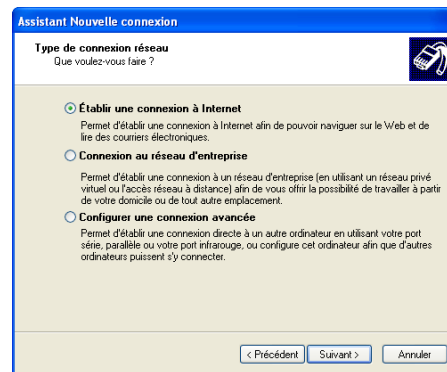 Assistant Nouvelle connexion
Type de connexion réseau
Que voulez-vous faire ?
Établir une connexion à Internet
Permet d'établir une connexion à Internet afin de pouvoir naviguer sur le Web et de
lire des courriers électroniques.
Connexion au réseau d'entreprise
Permet d'établir une connexion à un réseau d'entreprise (en utilisant un réseau privé
virtuel ou l'accès réseau à distance) afin de vous offrir la possibilité de travailler à partir
de votre domicile ou de tout autre emplacement.
Configurer une connexion avancée
Permet d'établir une connexion directe à un autre ordinateur en utilisant votre port
série, parallèle ou votre port infrarouge, ou configure cet ordinateur afin que d'autres
ordinateurs puissent s'y connecter.
< Précédent Suivant > Annuler